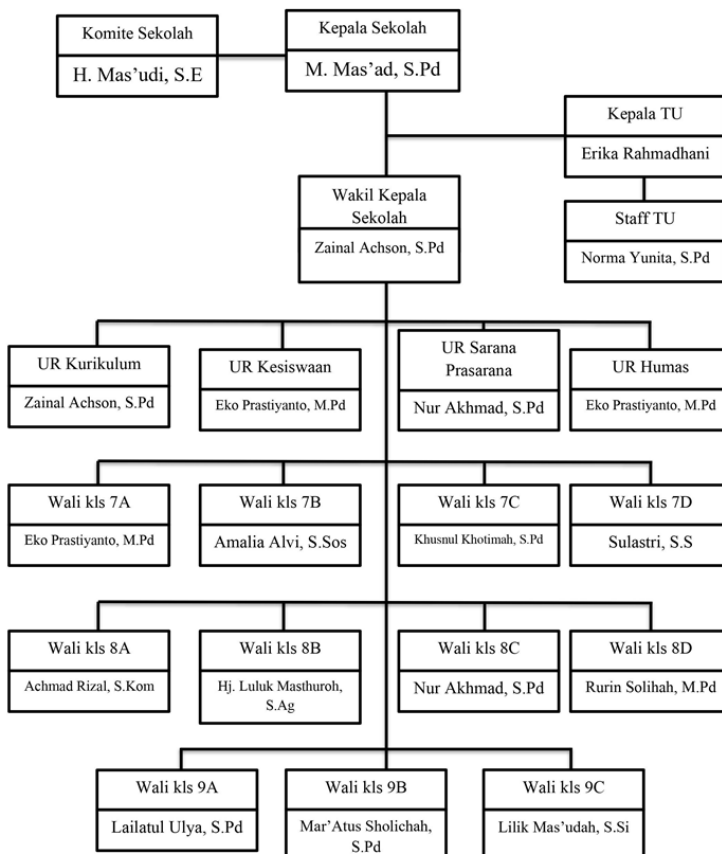 Komite Sekolah
H. Mas’udi, S.E
Kepala Sekolah
M. Mas’ad, S.Pd
Kepala TU
Erika Rahmadhani
Staff TU
Norma Yunita, S.Pd
Wakil Kepala
Sekolah
Zainal Achson, S.Pd
UR Kurikulum
Zainal Achson, S.Pd
UR Kesiswaan
Eko Prastiyanto, M.Pd
UR Sarana
Prasarana
Nur Akhmad, S.Pd
UR Humas
Eko Prastiyanto, M.Pd
Wali kls 7A
Eko Prastiyanto, M.Pd
Wali kls 7B
Amalia Alvi, S.Sos
Wali kls 7C
Khusnul Khotimah, S.Pd
Wali kls 7D
Sulastri, S.S
Wali kls 8A
Achmad Rizal, S.Kom
Wali kls 8B
Hj. Luluk Masthuroh,
S.Ag
Wali kls 8C
Nur Akhmad, S.Pd
Wali kls 8D
Rurin Solihah, M.Pd
Wali kls 9A
Lailatul Ulya, S.Pd
Wali kls 9B
Mar’Atus Sholichah,
S.Pd
Wali kls 9C
Lilik Mas’udah, S.Si